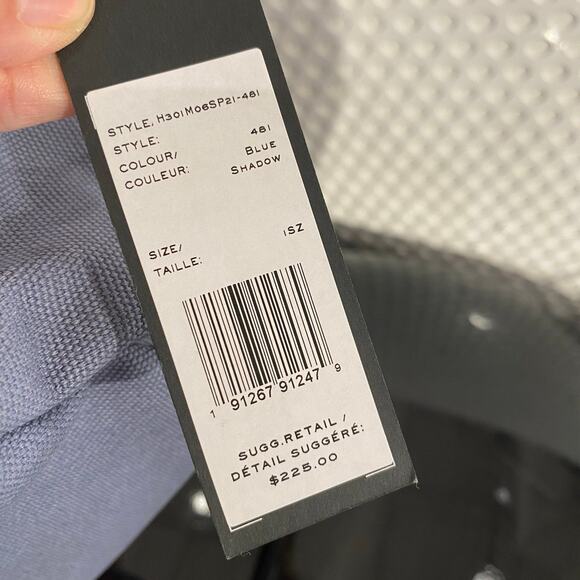 STYLE, H301M06SP21-481
STYLE: 481
COLOUR/ BLUE
COULEUR: SHADOW
SIZE/ 1SZ
TAILLE:
1 91267 91247 9
SUGG.RETAIL /
DÉTAIL SUGGÉRÉ:
$225.00